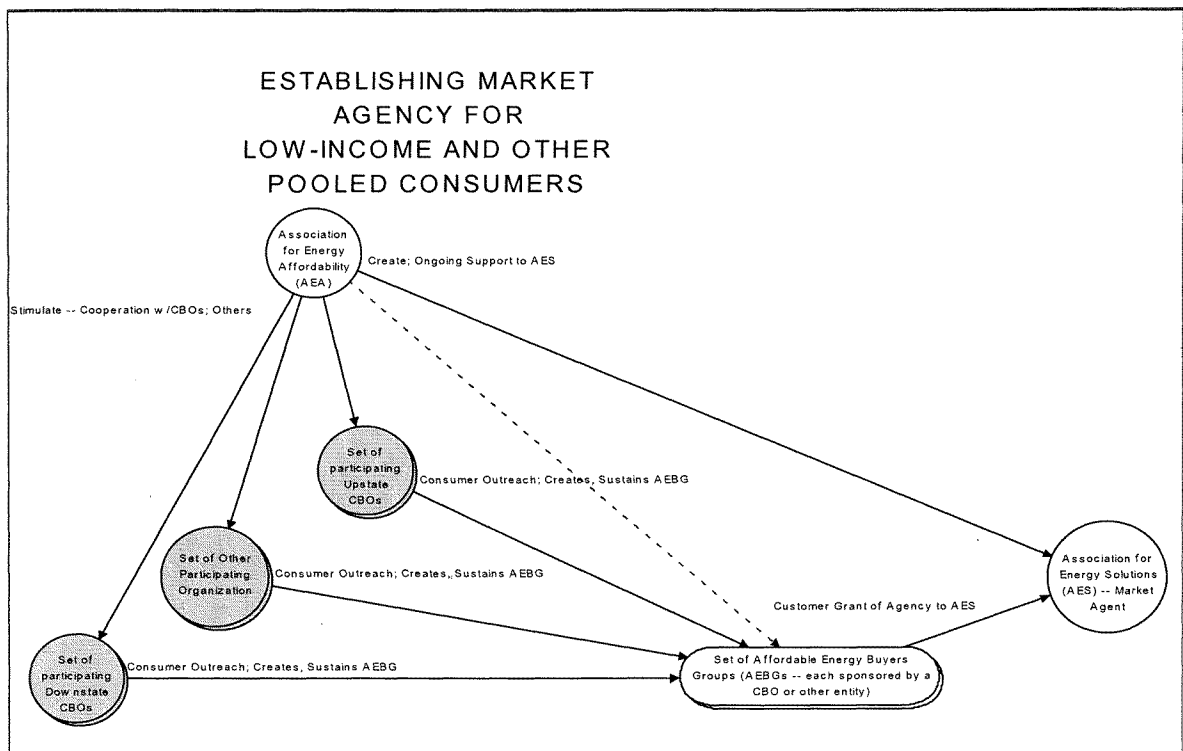 ESTABLISHING MARKET
AGENCY FOR
LOW-INCOME AND OTHER
POOLED CONSUMERS
Association
for Energy
Affordability
(AEA)
Create; Ongoing Support to AES
Stimulate -- Cooperation w/CBOs; Others
Set of
participating
Upstate
CBOs
Consumer Outreach; Creates, Sustains AEBG
Set of Other
Participating
Organization
Consumer Outreach; Creates, Sustains AEBG
Association for
Energy Solutions
(AES) -- Market
Agent
Customer Grant of Agency to AES
Set of
participating
Downstate
CBOs
Consumer Outreach; Creates, Sustains AEBG
Set of Affordable Energy Buyers
Groups (AEBGs -- each sponsored by a
CBO or other entity)